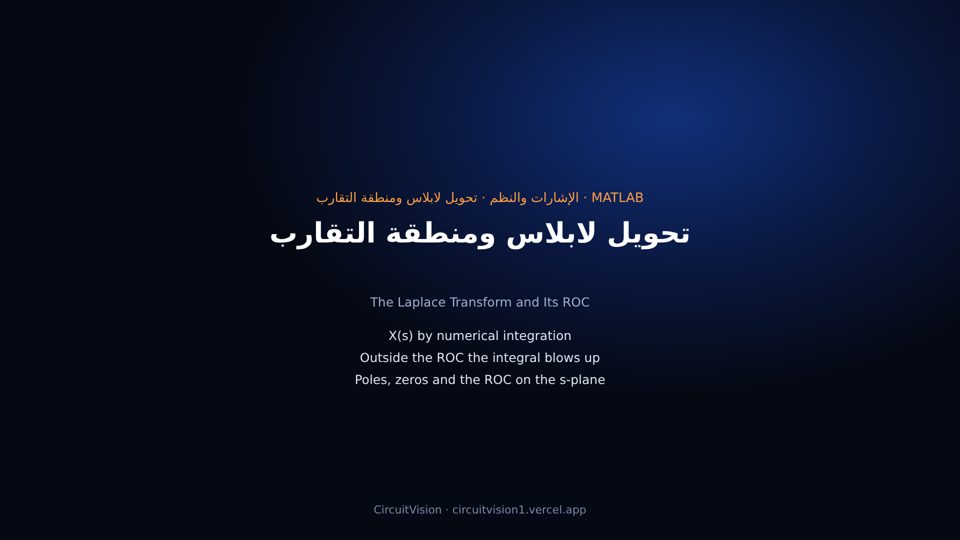 MATLAB · الإشارات والنظم · تحويل لابلاس ومنطقة التقارب
تحويل لابلاس ومنطقة التقارب
The Laplace Transform and Its ROC
X(s) by numerical integration
Outside the ROC the integral blows up
Poles, zeros and the ROC on the s-plane
CircuitVision · circuitvision1.vercel.app